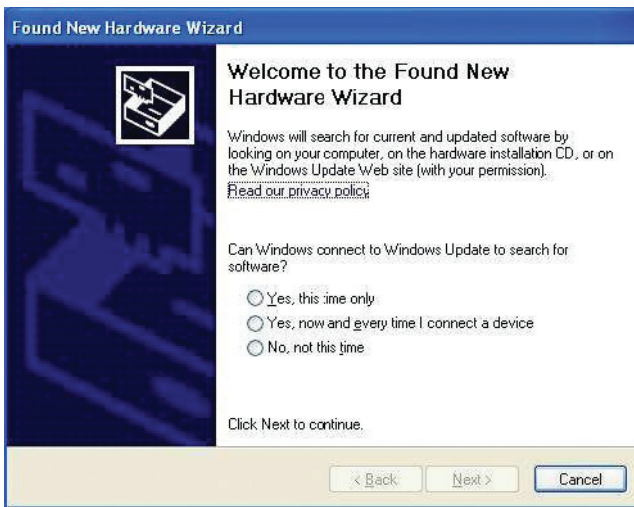 Found New Hardware Wizard
Welcome to the Found New
Hardware Wizard
Windows will search for current and updated software by
looking on your computer, on the hardware installation CD, or on
the Windows Update Web site (with your permission).
Read our privacy policy
Can Windows connect to Windows Update to search for
software?
Yes, this :ime only
Yes, now and every time I connect a device
No, not this time
Click Next to continue.
< Back
Next >
Cancel